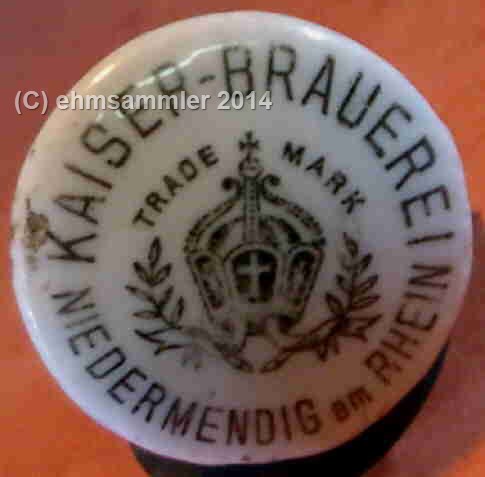 (C) ehmsammler 2014
KAISER-BRAUEREI
TRADE MARK
NIEDERMENDIG am RHEIN